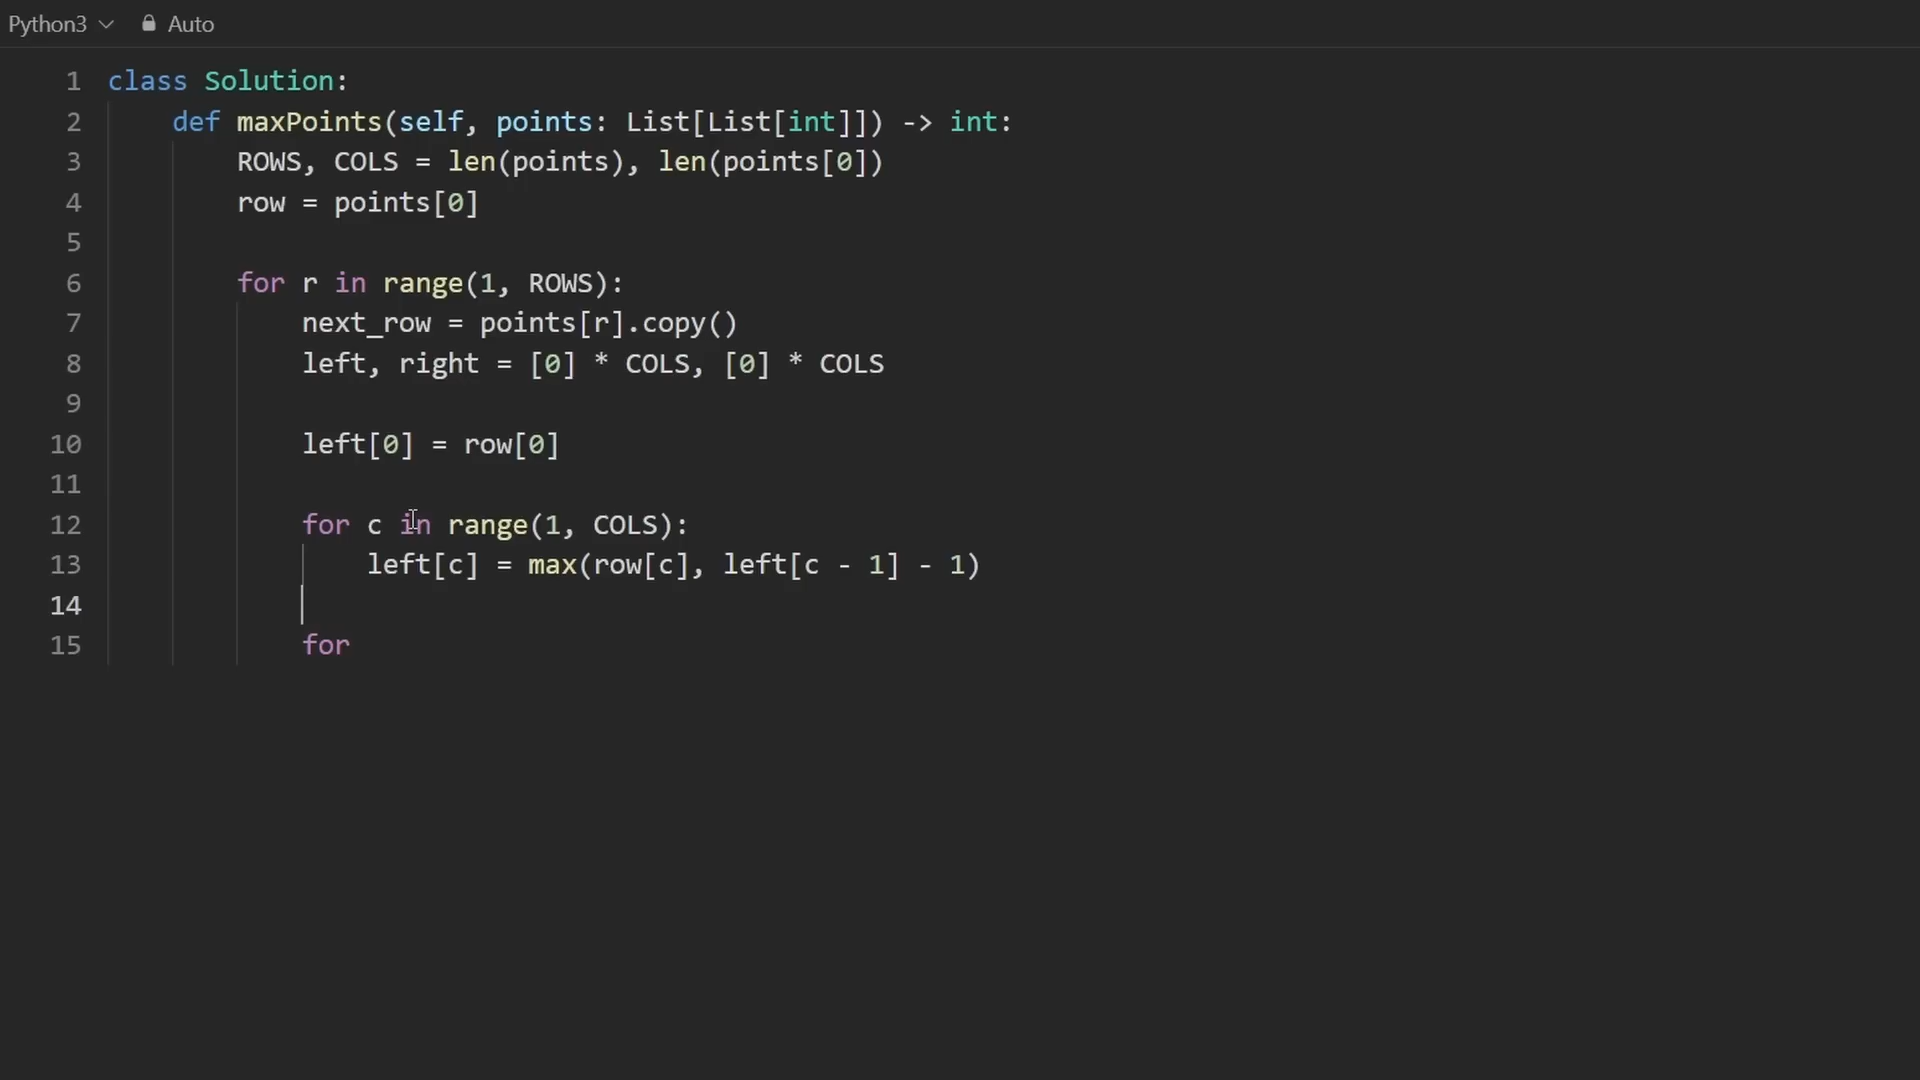 Python3 Auto
1 class Solution:
2 def maxPoints(self, points: List[List[int]]) -> int:
3 ROWS, COLS = len(points), len(points[0])
4 row = points[0]
5
6 for r in range(1, ROWS):
7 next_row = points[r].copy()
8 left, right = [0] * COLS, [0] * COLS
9
10 left[0] = row[0]
11
12 for c in range(1, COLS):
13 left[c] = max(row[c], left[c - 1] - 1)
14
15 for